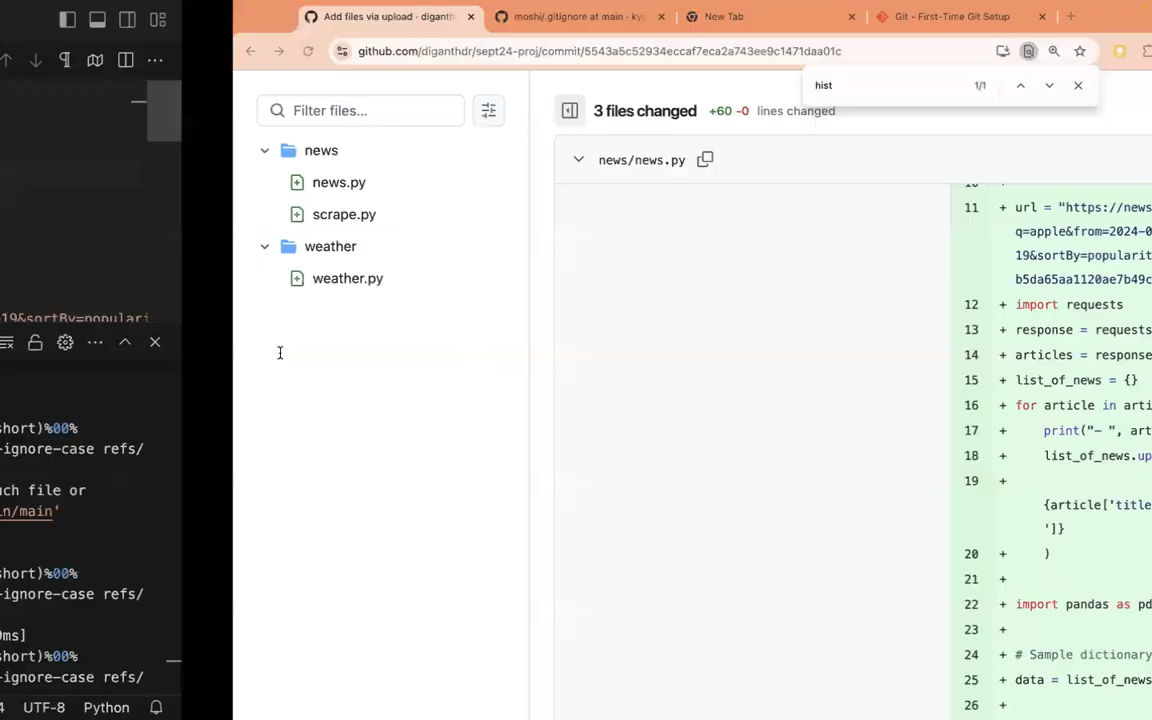 Add files via upload · diganth
moshi/.gitignore at main · kyu
New Tab
Git - First-Time Git Setup
github.com/diganthdr/sept24-proj/commit/5543a5c52934eccaf7eca2a743ee9c1471daa01c
hist
1/1
Filter files...
3 files changed
+60 -0 lines changed
news
news.py
scrape.py
weather
weather.py
news/news.py
11 + url = "https://news
q=apple&from=2024-0
19&sortBy=popularit
b5da65aa1120ae7b49c
12 + import requests
13 + response = requests
14 + articles = response
15 + list_of_news = {}
16 + for article in arti
17 + print("- ", art
18 + list_of_news.up
19 +
{article['title
']}
20 + )
21 +
22 + import pandas as pd
23 +
24 + # Sample dictionary
25 + data = list_of_news
26 +
19&sortBy=populari
short)%00%
-ignore-case refs/
uch file or
in/main'
short)%00%
-ignore-case refs/
0ms]
short)%00%
-ignore-case refs/
4 UTF-8 Python